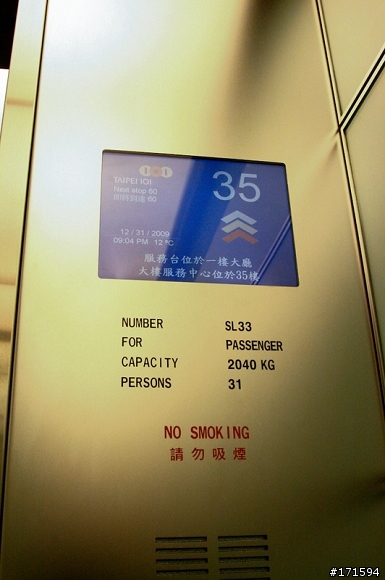 35
TAIPEI 101
Next stop 60
即將到達 60
12 / 31 / 2009
09:04 PM 12 ºC
服務台位於一樓大廳
大樓服務中心位於35樓
NUMBER SL33
FOR PASSENGER
CAPACITY 2040 KG
PERSONS 31
NO SMOKING
請勿吸煙
#171594